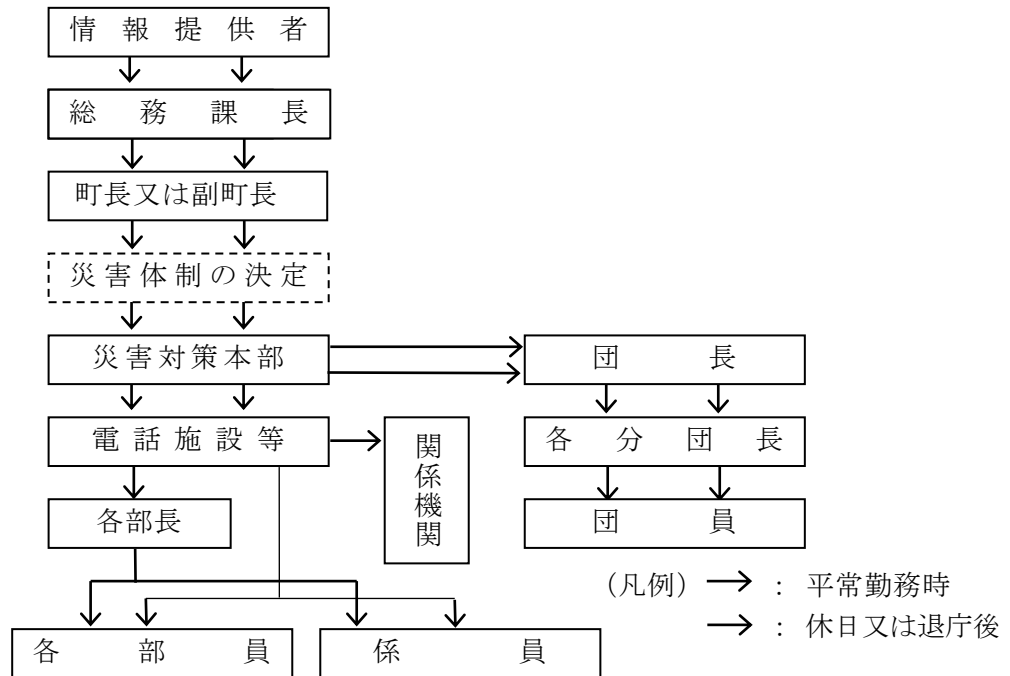 情報提供者
総務課長
町長又は副町長
災害体制の決定
災害対策本部
団長
電話施設等
関係機関
各分団長
各部長
団員
(凡例) → : 平常勤務時
→ : 休日又は退庁後
各部員
係員